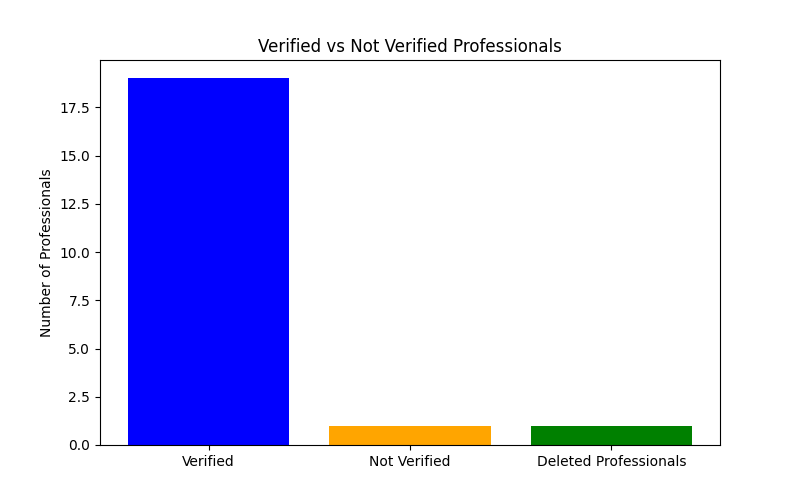 Verified vs Not Verified Professionals
Number of Professionals
17.5
15.0
12.5
10.0
7.5
5.0
2.5
0.0
Verified
Not Verified
Deleted Professionals